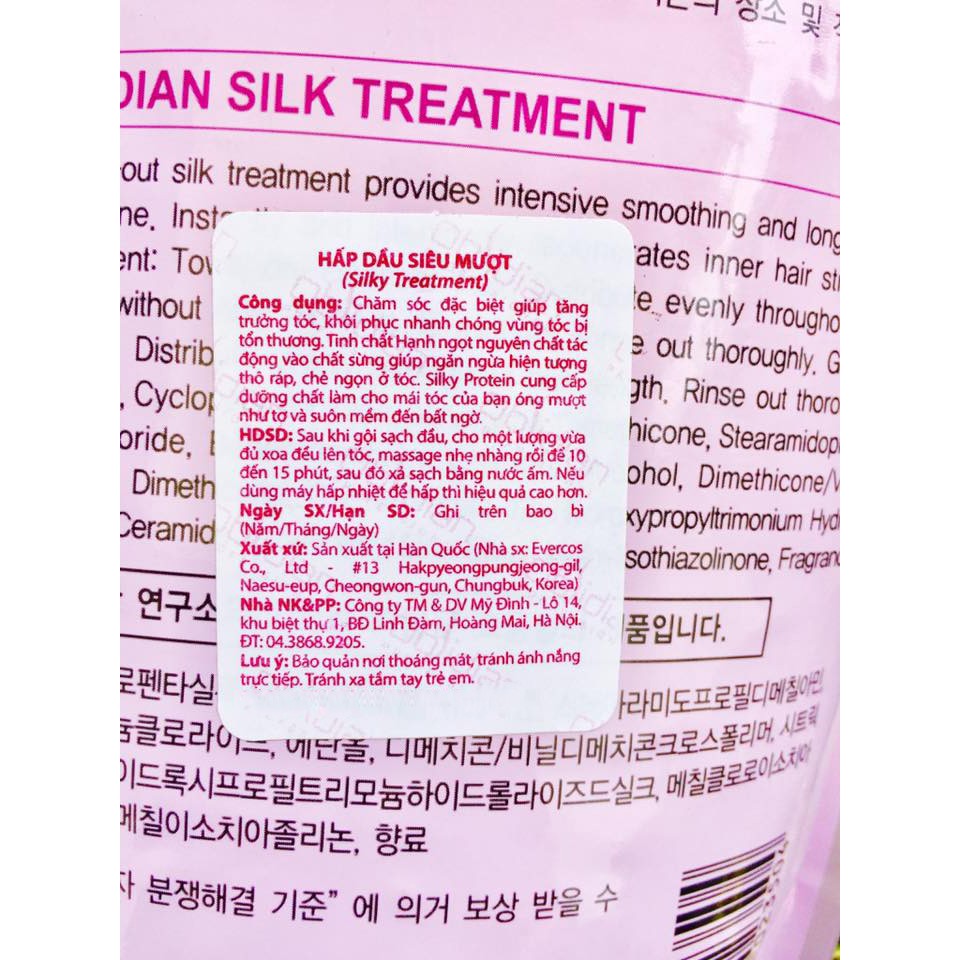 장소 및
DIAN SILK TREATMENT
out silk treatment provides intensive smoothing and long
ne.
rates inner hair
ent:
without
evenly
Distrib
e out thoroughly. G
, Cyclop
gth, Rinse out thoro
oride,
hicone, Stearamidop
Dimeth
ohol, Dimethicone/V
Ceramid
xypropyltrimonium Hyd
sothiazolinone, Fragran
HẤP DẦU SIÊU MƯỢT
(Silky Treatment)
Công dụng: Chăm sóc đặc biệt giúp tăng
trưởng tóc, khôi phục nhanh chóng vùng tóc bị
tổn thương. Tinh chất Hạnh ngọt nguyên chất tác
động vào chất sừng giúp ngăn ngừa hiện tượng
thô ráp, chẻ ngọn ở tóc. Silky Protein cung cấp
dưỡng chất làm cho mái tóc của bạn óng mượt
như tơ và suôn mềm đến bất ngờ.
HDSD: Sau khi gội sạch đầu, cho một lượng vừa
đủ xoa đều lên tóc, massage nhẹ nhàng rồi để 10
đến 15 phút, sau đó xả sạch bằng nước ấm. Nếu
dùng máy hấp nhiệt để hấp thì hiệu quả cao hơn.
Ngày SX/Hạn SD: Ghi trên bao bì
(Năm/Tháng/Ngày)
Xuất xứ: Sản xuất tại Hàn Quốc (Nhà sx: Evercos
Co., Ltd - #13 Hakpyeongpungjeong-gil,
Naesu-eup, Cheongwon-gun, Chungbuk, Korea)
Nhà NK&PP: Công ty TM & DV Mỹ Đình - Lô 14,
khu biệt thự 1, BĐ Linh Đàm, Hoàng Mai, Hà Nội.
ĐT: 04.3868.9205.
Lưu ý: Bảo quản nơi thoáng mát, tránh ánh nắng
trực tiếp. Tránh xa tầm tay trẻ em.
연구소
품입니다.
로펜타실
라미도프로필디메칠아민,
늄클로라이드, 에탄올, 디메치콘/비닐디메치콘크로스폴리머, 시트릭
이드록시프로필트리모늄하이드롤라이즈드실크, 메칠클로로이소치아
메칠이소치아졸리논, 향료
자 분쟁해결 기준” 에 의거 보상 받을 수